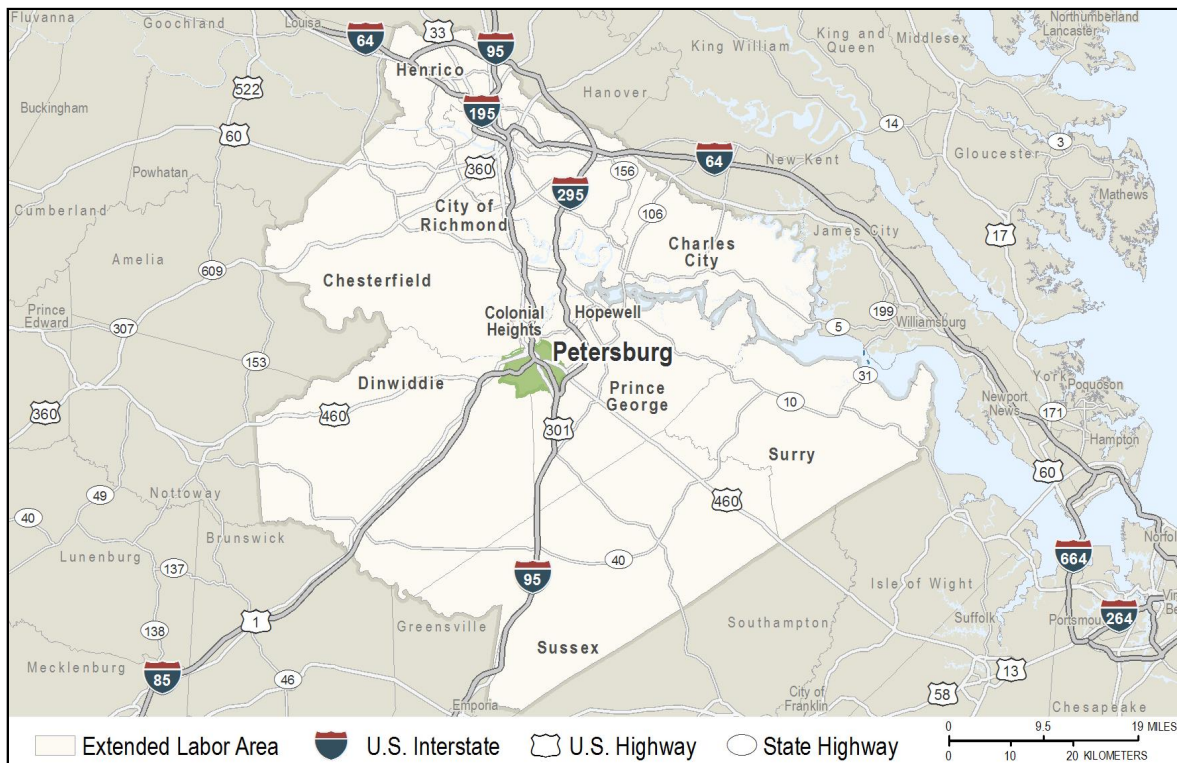 Fluvanna
Goochland
Louisa
64
33
95
Northumberland
Lancaster
King William
King and
Queen
Middlesex
Henrico
522
Hanover
Buckingham
195
60
14
3
Powhatan
360
64
New Kent
Gloucester
156
295
Mathews
Cumberland
City of
Richmond
106
James City
17
Amelia
609
Charles
City
Chesterfield
Prince
Edward
307
Colonial
Heights
Hopewell
199
5
Williamsburg
153
Petersburg
Dinwiddie
Prince
George
31
York
Poquoson
360
460
10
Newport
News
171
301
Hampton
Surry
60
49
Nottoway
460
40
Brunswick
Lunenburg
40
664
137
95
Isle of Wight
Norfo
1
Greensville
Southampton
Suffolk
Portsmou
264
Vir
Be
138
Sussex
Mecklenburg
85
46
13
Emporia
City of
Franklin
58
Chesapeake
Extended Labor Area
U.S. Interstate
U.S. Highway
State Highway
0 9.5 19 MILES
0 10 20 KILOMETERS